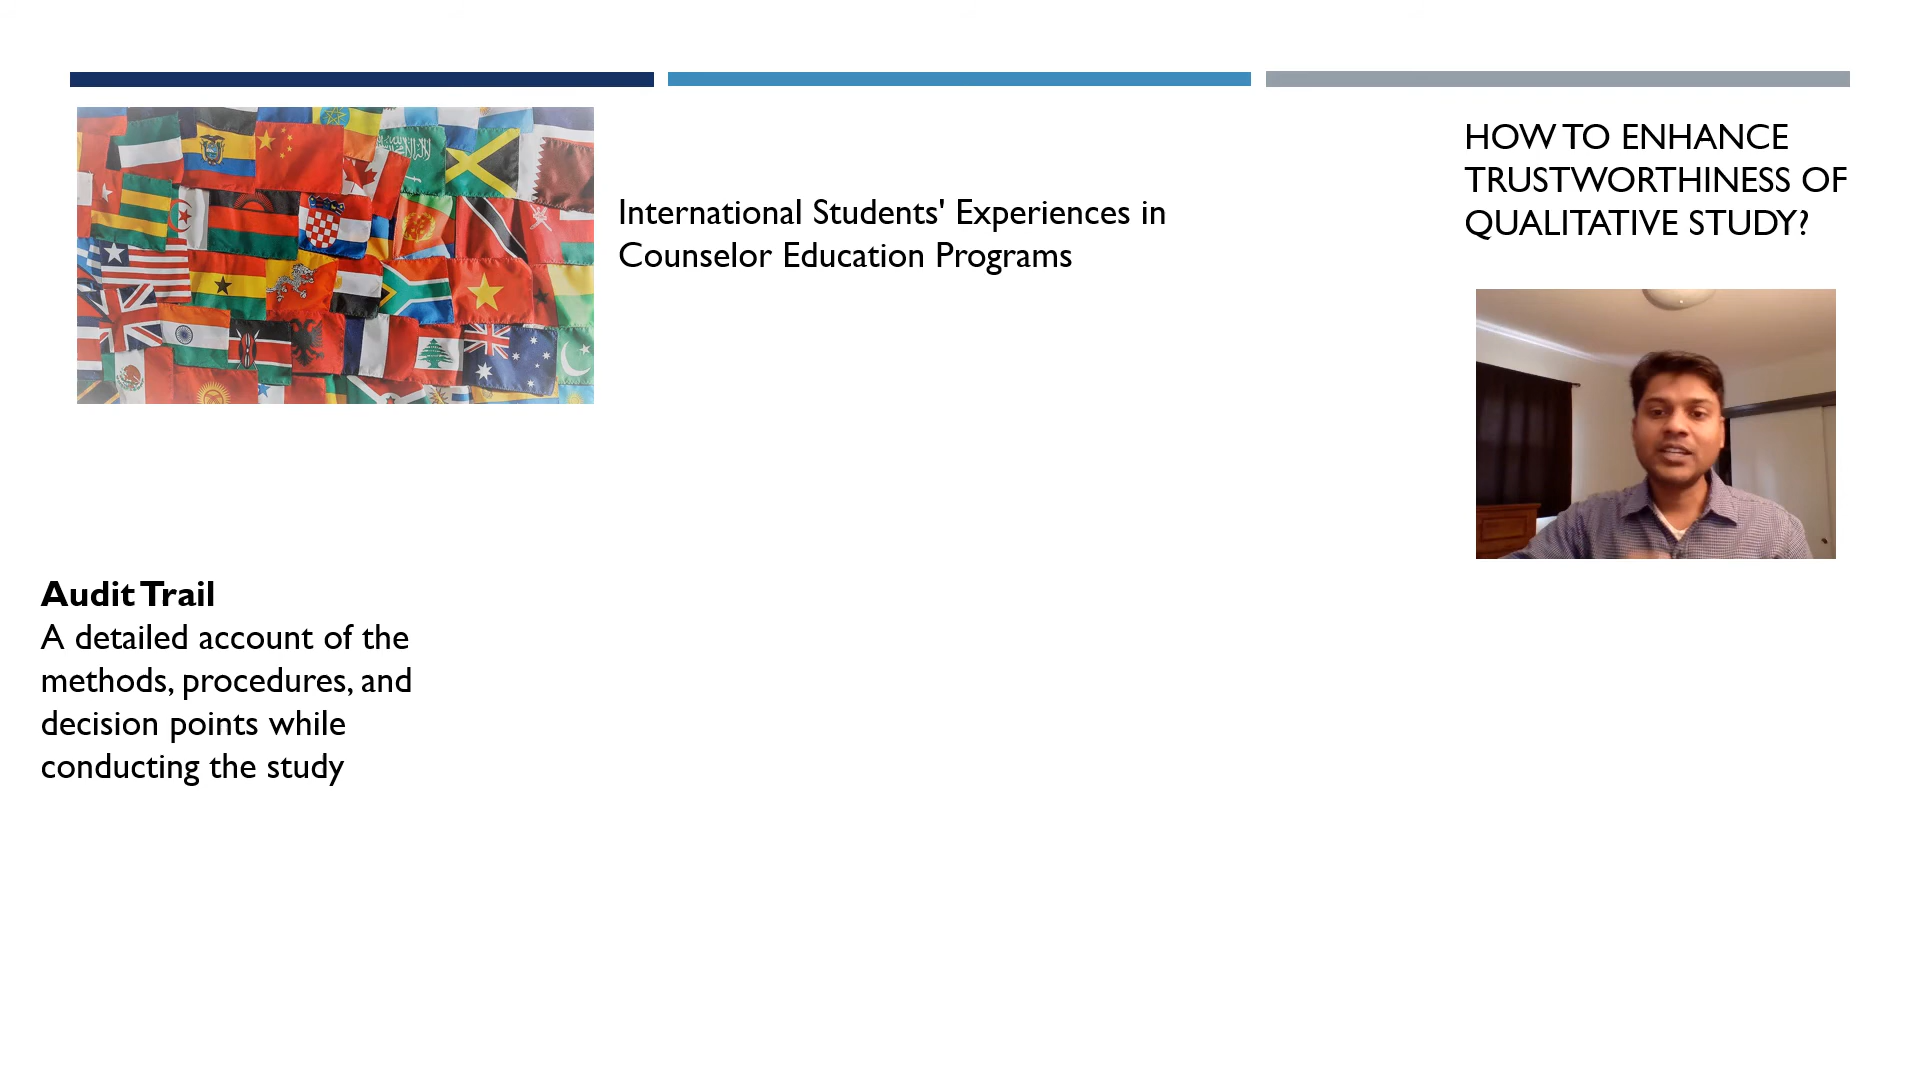 HOW TO ENHANCE
TRUSTWORTHINESS OF
QUALITATIVE STUDY?
International Students' Experiences in
Counselor Education Programs
Audit Trail
A detailed account of the
methods, procedures, and
decision points while
conducting the study